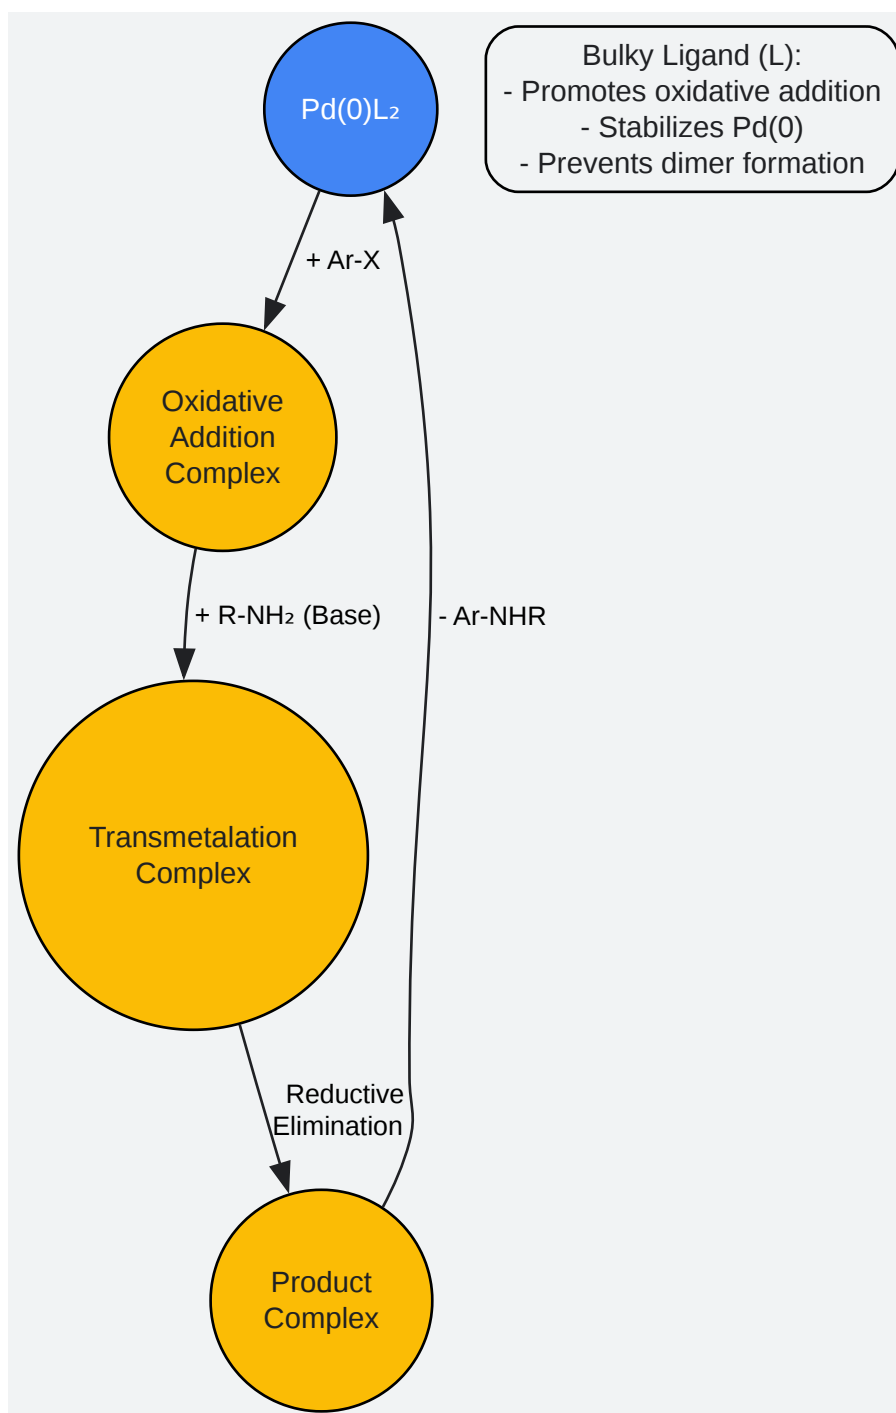 Pd(0)L₂
Bulky Ligand (L):
- Promotes oxidative addition
- Stabilizes Pd(0)
- Prevents dimer formation
+ Ar-X
Oxidative
Addition
Complex
+ R-NH₂ (Base)
- Ar-NHR
Transmetalation
Complex
Reductive
Elimination
Product
Complex